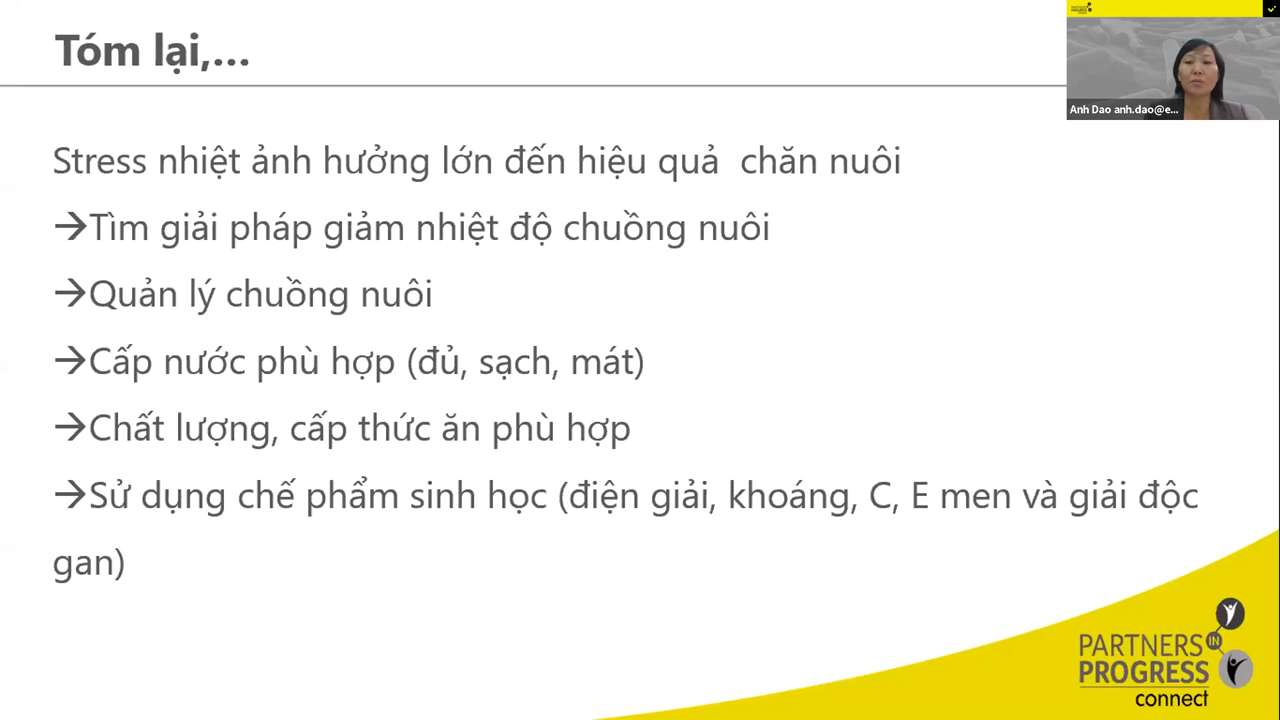 Tóm lại,...
Anh Dao anh.dao@e...
Stress nhiệt ảnh hưởng lớn đến hiệu quả chăn nuôi
→Tìm giải pháp giảm nhiệt độ chuồng nuôi
→Quản lý chuồng nuôi
→Cấp nước phù hợp (đủ, sạch, mát)
→Chất lượng, cấp thức ăn phù hợp
→Sử dụng chế phẩm sinh học (điện giải, khoáng, C, E men và giải độc
gan)
PARTNERS
IN
PROGRESS
connect